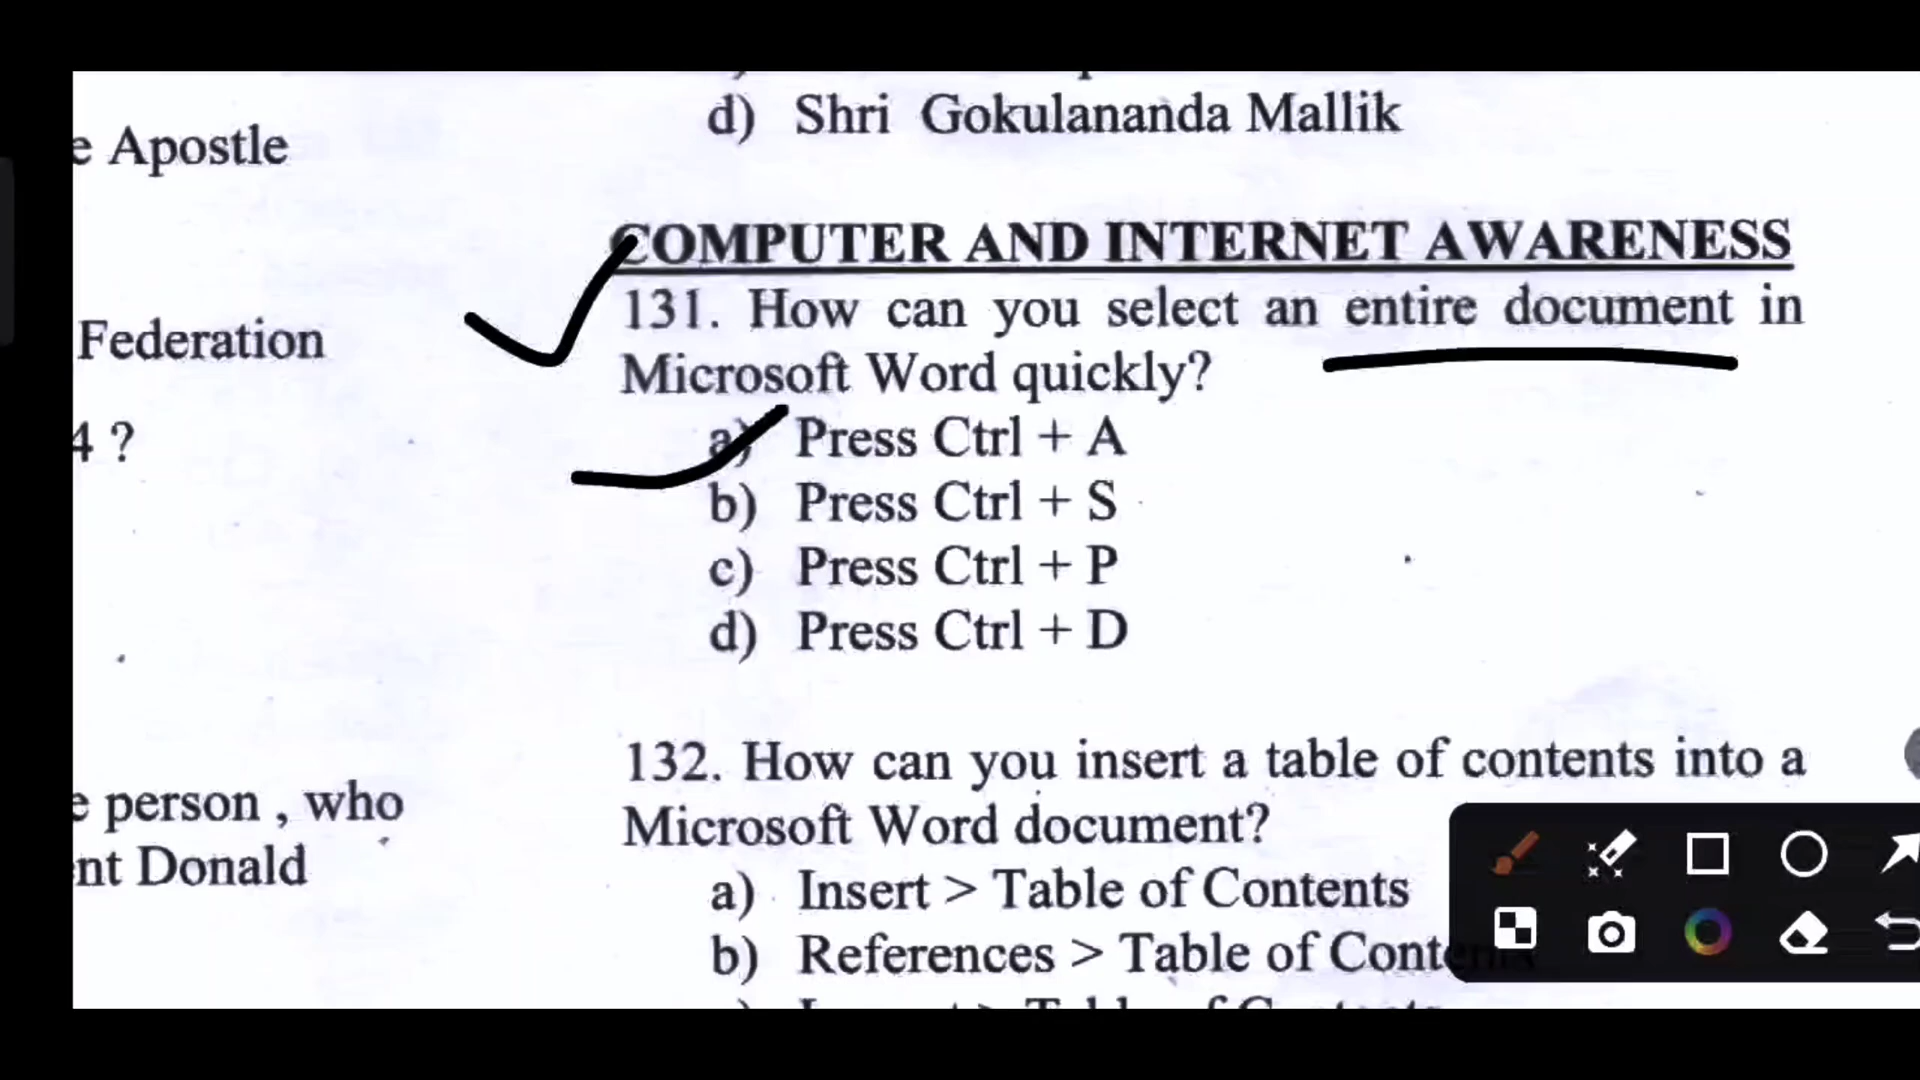 e Apostle
Federation
4 ?
e person , who
nt Donald
d) Shri Gokulananda Mallik
COMPUTER AND INTERNET AWARENESS
131. How can you select an entire document in
Microsoft Word quickly?
a) Press Ctrl + A
b) Press Ctrl + S
c) Press Ctrl + P
d) Press Ctrl + D
132. How can you insert a table of contents into a
Microsoft Word document?
a) Insert > Table of Contents
b) References > Table of Conte